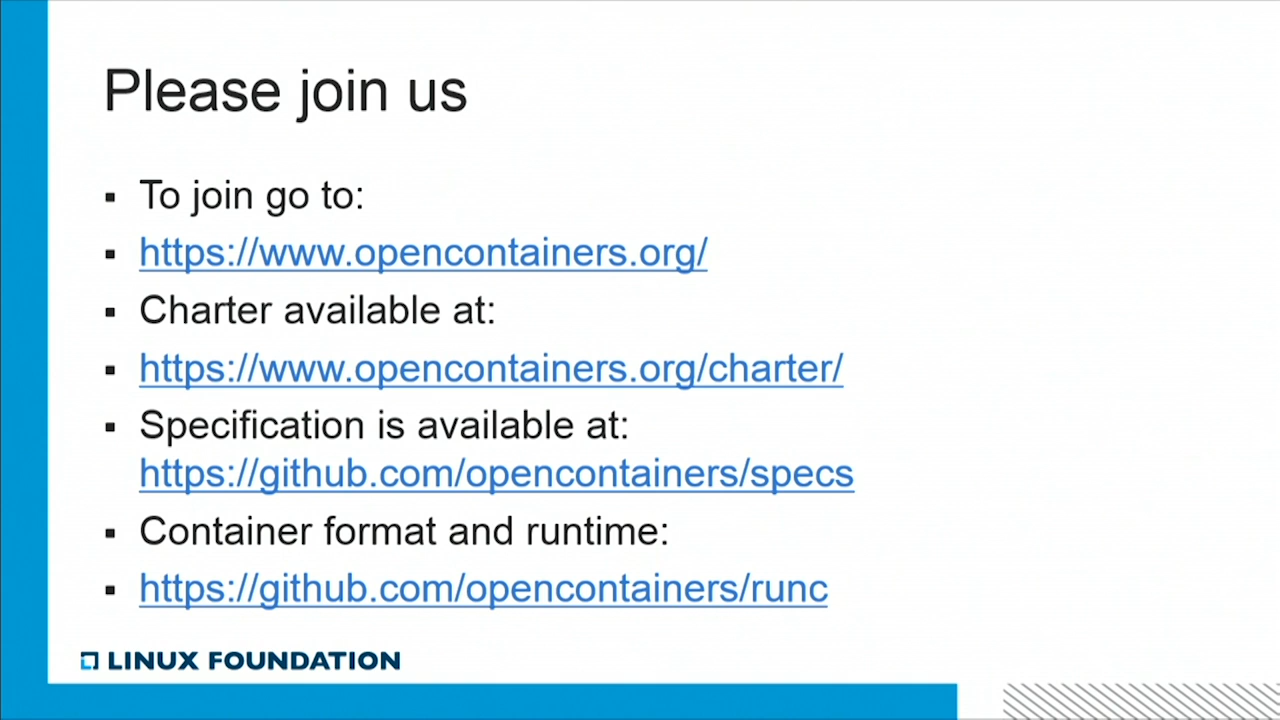 Please join us
▪ To join go to:
▪ https://www.opencontainers.org/
▪ Charter available at:
▪ https://www.opencontainers.org/charter/
▪ Specification is available at:
https://github.com/opencontainers/specs
▪ Container format and runtime:
▪ https://github.com/opencontainers/runc
LINUX FOUNDATION